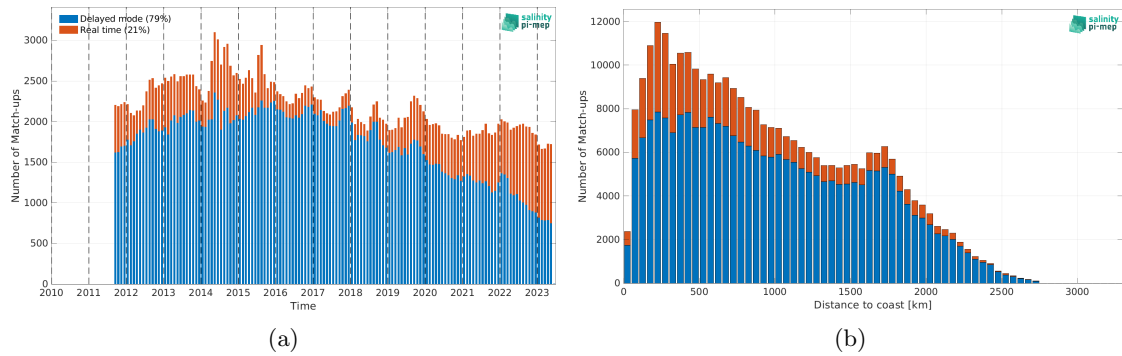 Delayed mode (79%)
Real time (21%)
salinity
pi-mep
3000
2500
2000
1500
1000
500
0
Number of Match-ups
2010 2011 2012 2013 2014 2015 2016 2017 2018 2019 2020 2021 2022 2023
Time
(a)
salinity
pi-mep
12000
10000
8000
6000
4000
2000
0
Number of Match-ups
0 500 1000 1500 2000 2500 3000
Distance to coast [km]
(b)